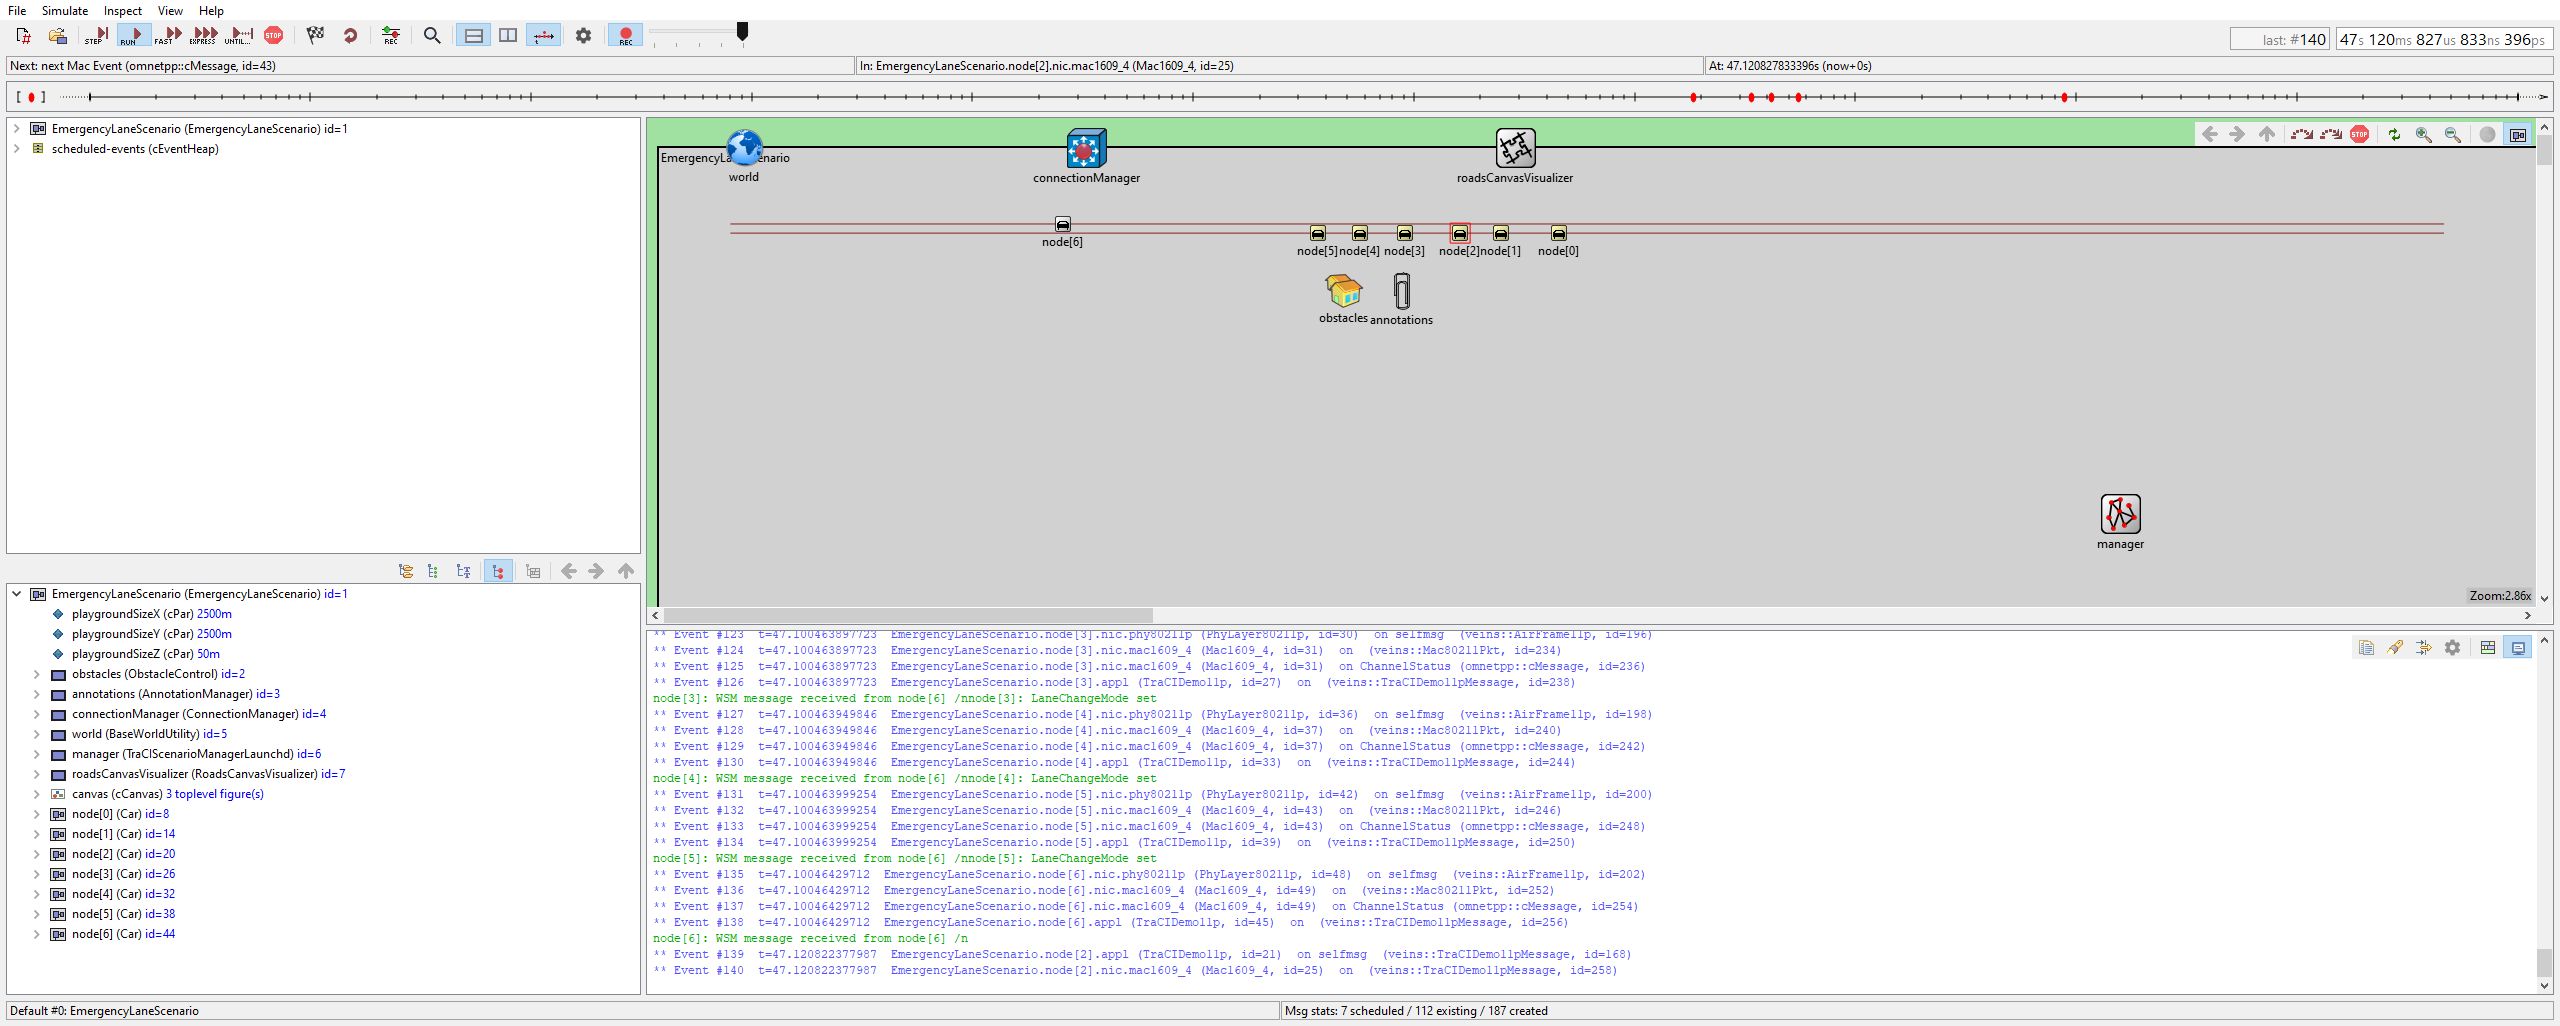 File Simulate Inspect View Help
STEP RUN FAST EXPRESS UNTIL... STOP REC REC last: #140 47s 120ms 827us 833ns 396ps
Next: next Mac Event (omnetpp::cMessage, id=43) In: EmergencyLaneScenario.node[2].nic.mac1609_4 (Mac1609_4, id=25) At: 47.120827833396s (now+0s)
EmergencyLaneScenario (EmergencyLaneScenario) id=1
scheduled-events (cEventHeap)
STOP
world
connectionManager
roadsCanvasVisualizer
node[6]
node[5] node[4] node[3] node[2] node[1] node[0]
obstacles annotations
manager
Zoom:2.86x
EmergencyLaneScenario (EmergencyLaneScenario) id=1
playgroundSizeX (cPar) 2500m
playgroundSizeY (cPar) 2500m
playgroundSizeZ (cPar) 50m
obstacles (ObstacleControl) id=2
annotations (AnnotationManager) id=3
connectionManager (ConnectionManager) id=4
world (BaseWorldUtility) id=5
manager (TraCIScenarioManagerLaunchd) id=6
roadsCanvasVisualizer (RoadsCanvasVisualizer) id=7
canvas (cCanvas) 3 toplevel figure(s)
node[0] (Car) id=8
node[1] (Car) id=14
node[2] (Car) id=20
node[3] (Car) id=26
node[4] (Car) id=32
node[5] (Car) id=38
node[6] (Car) id=44
** Event #123 t=47.100463897723 EmergencyLaneScenario.node[3].nic.phy80211p (PhyLayer80211p, id=30) on selfmsg (veins::AirFrame11p, id=196)
** Event #124 t=47.100463897723 EmergencyLaneScenario.node[3].nic.mac1609_4 (Mac1609_4, id=31) on (veins::Mac80211Pkt, id=234)
** Event #125 t=47.100463897723 EmergencyLaneScenario.node[3].nic.mac1609_4 (Mac1609_4, id=31) on ChannelStatus (omnetpp::cMessage, id=236)
** Event #126 t=47.100463897723 EmergencyLaneScenario.node[3].appl (TraCIDemo11p, id=27) on (veins::TraCIDemo11pMessage, id=238)
node[3]: WSM message received from node[6] /nnode[3]: LaneChangeMode set
** Event #127 t=47.100463949846 EmergencyLaneScenario.node[4].nic.phy80211p (PhyLayer80211p, id=36) on selfmsg (veins::AirFrame11p, id=198)
** Event #128 t=47.100463949846 EmergencyLaneScenario.node[4].nic.mac1609_4 (Mac1609_4, id=37) on (veins::Mac80211Pkt, id=240)
** Event #129 t=47.100463949846 EmergencyLaneScenario.node[4].nic.mac1609_4 (Mac1609_4, id=37) on ChannelStatus (omnetpp::cMessage, id=242)
** Event #130 t=47.100463949846 EmergencyLaneScenario.node[4].appl (TraCIDemo11p, id=33) on (veins::TraCIDemo11pMessage, id=244)
node[4]: WSM message received from node[6] /nnode[4]: LaneChangeMode set
** Event #131 t=47.100463999254 EmergencyLaneScenario.node[5].nic.phy80211p (PhyLayer80211p, id=42) on selfmsg (veins::AirFrame11p, id=200)
** Event #132 t=47.100463999254 EmergencyLaneScenario.node[5].nic.mac1609_4 (Mac1609_4, id=43) on (veins::Mac80211Pkt, id=246)
** Event #133 t=47.100463999254 EmergencyLaneScenario.node[5].nic.mac1609_4 (Mac1609_4, id=43) on ChannelStatus (omnetpp::cMessage, id=248)
** Event #134 t=47.100463999254 EmergencyLaneScenario.node[5].appl (TraCIDemo11p, id=39) on (veins::TraCIDemo11pMessage, id=250)
node[5]: WSM message received from node[6] /nnode[5]: LaneChangeMode set
** Event #135 t=47.10046429712 EmergencyLaneScenario.node[6].nic.phy80211p (PhyLayer80211p, id=48) on selfmsg (veins::AirFrame11p, id=202)
** Event #136 t=47.10046429712 EmergencyLaneScenario.node[6].nic.mac1609_4 (Mac1609_4, id=49) on (veins::Mac80211Pkt, id=252)
** Event #137 t=47.10046429712 EmergencyLaneScenario.node[6].nic.mac1609_4 (Mac1609_4, id=49) on ChannelStatus (omnetpp::cMessage, id=254)
** Event #138 t=47.10046429712 EmergencyLaneScenario.node[6].appl (TraCIDemo11p, id=45) on (veins::TraCIDemo11pMessage, id=256)
node[6]: WSM message received from node[6] /n
** Event #139 t=47.120822377987 EmergencyLaneScenario.node[2].appl (TraCIDemo11p, id=21) on selfmsg (veins::TraCIDemo11pMessage, id=168)
** Event #140 t=47.120822377987 EmergencyLaneScenario.node[2].nic.mac1609_4 (Mac1609_4, id=25) on (veins::TraCIDemo11pMessage, id=258)
Default #0: EmergencyLaneScenario Msg stats: 7 scheduled / 112 existing / 187 created